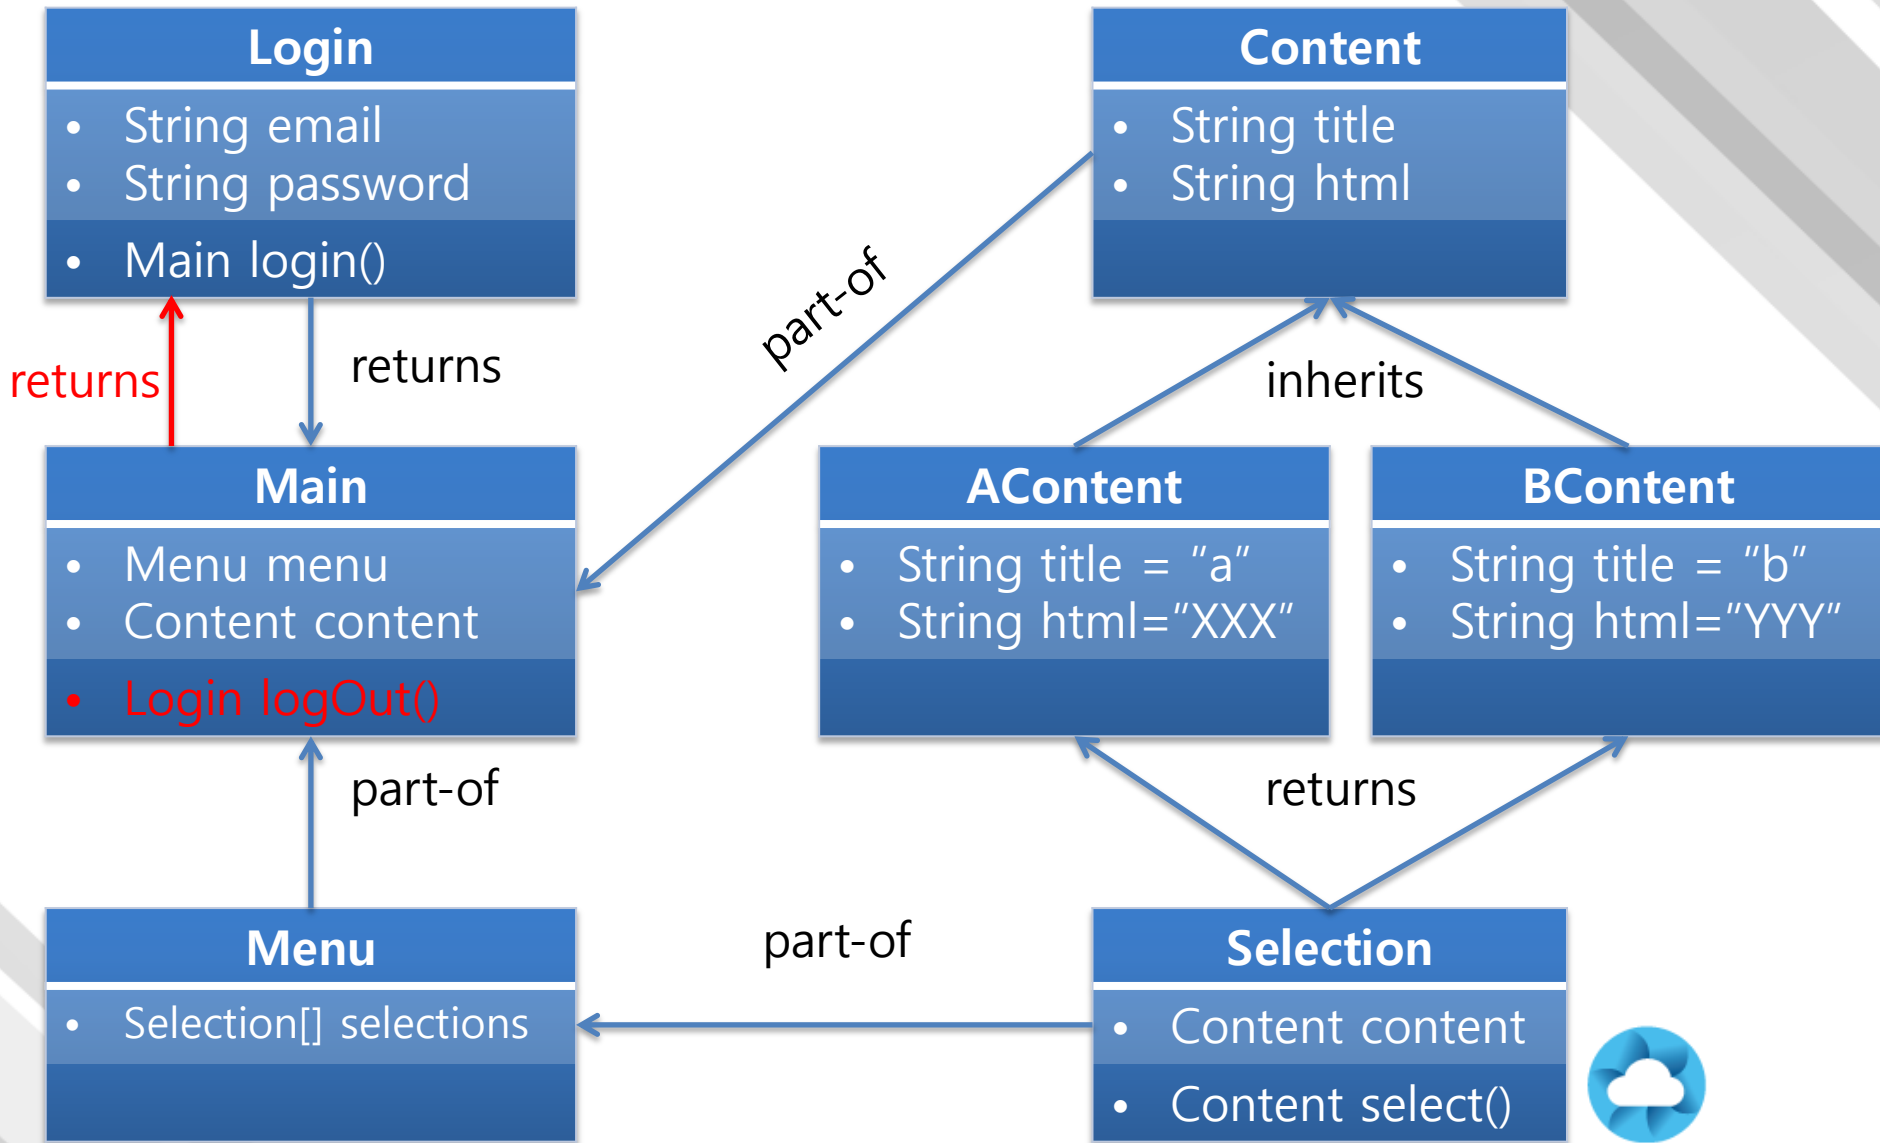 Login
• String email
• String password
• Main login()
Content
• String title
• String html
part-of
returns
returns
inherits
Main
• Menu menu
• Content content
• Login logOut()
AContent
• String title = "a"
• String html="XXX"
BContent
• String title = "b"
• String html="YYY"
part-of
returns
Menu
• Selection[] selections
part-of
Selection
• Content content
• Content select()